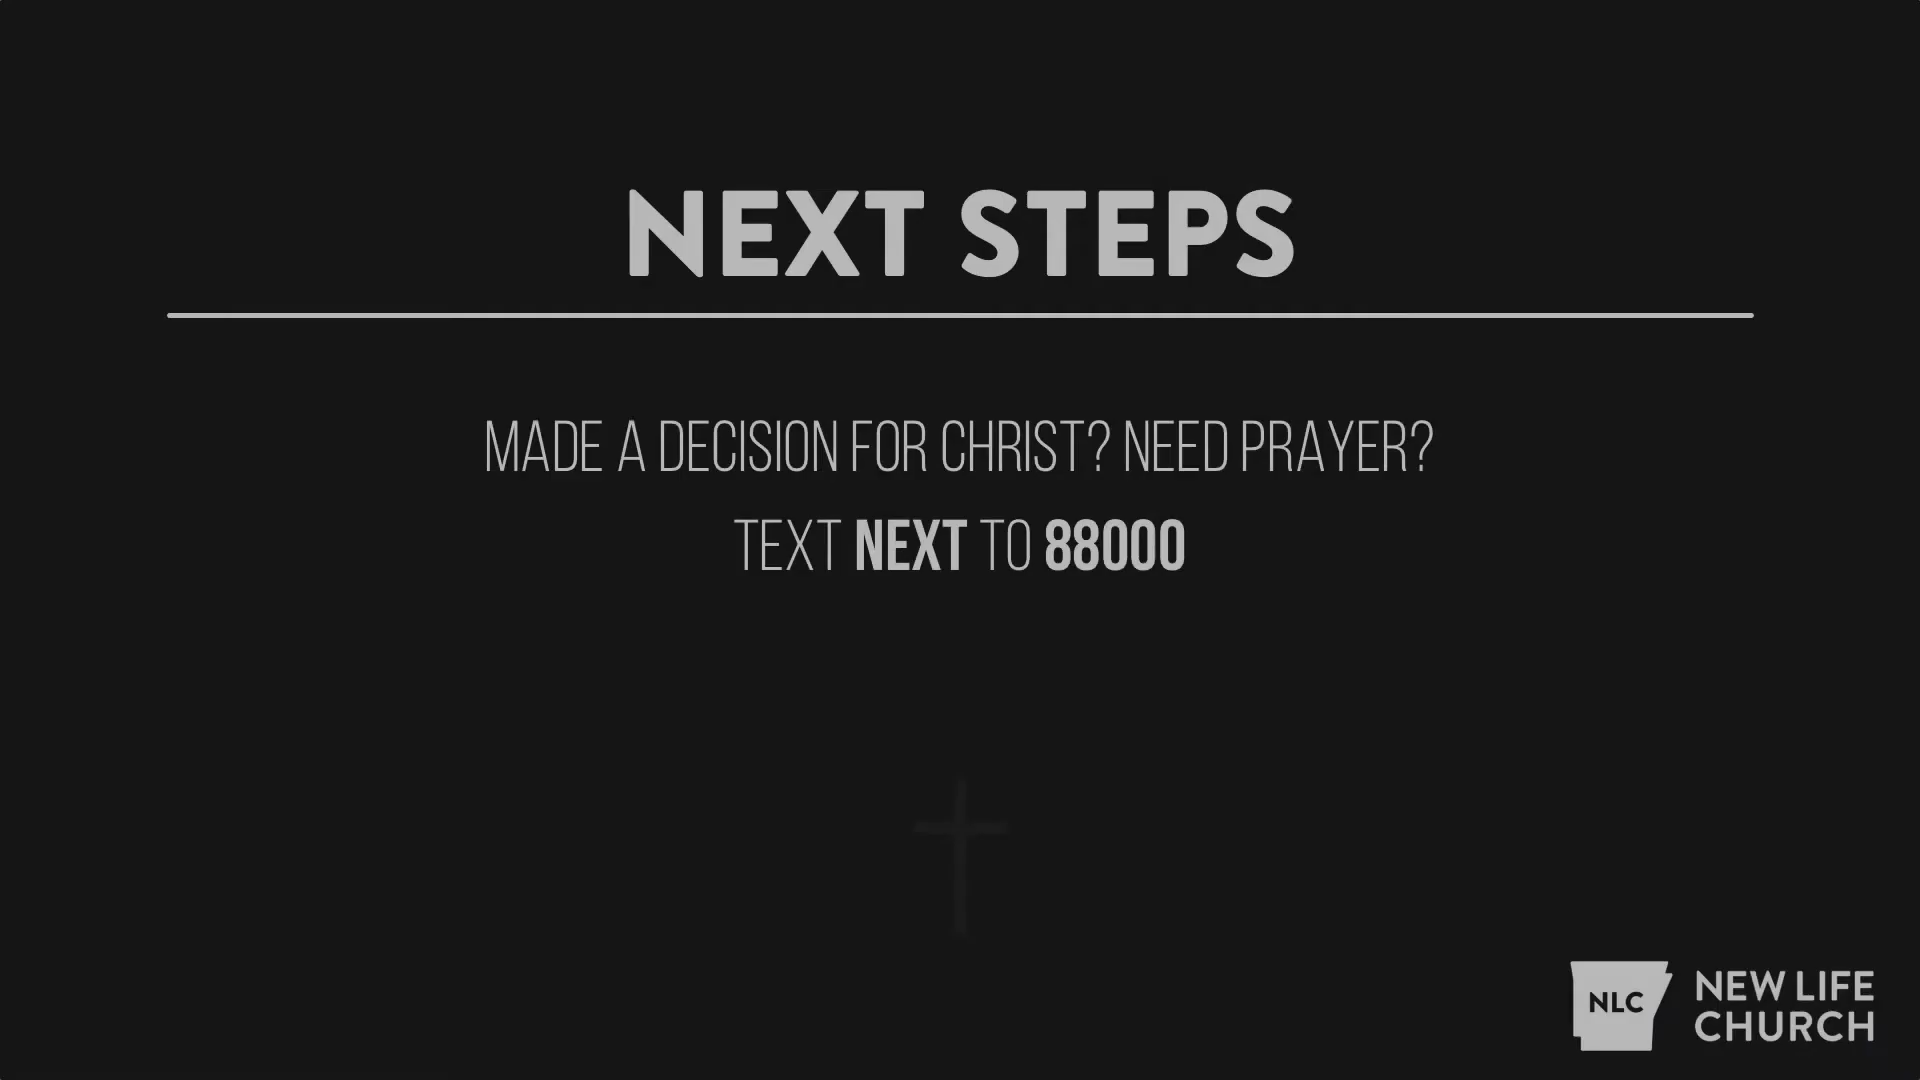 NEXT STEPS
MADE A DECISION FOR CHRIST? NEED PRAYER?
TEXT NEXT TO 88000
NLC
NEW LIFE
CHURCH